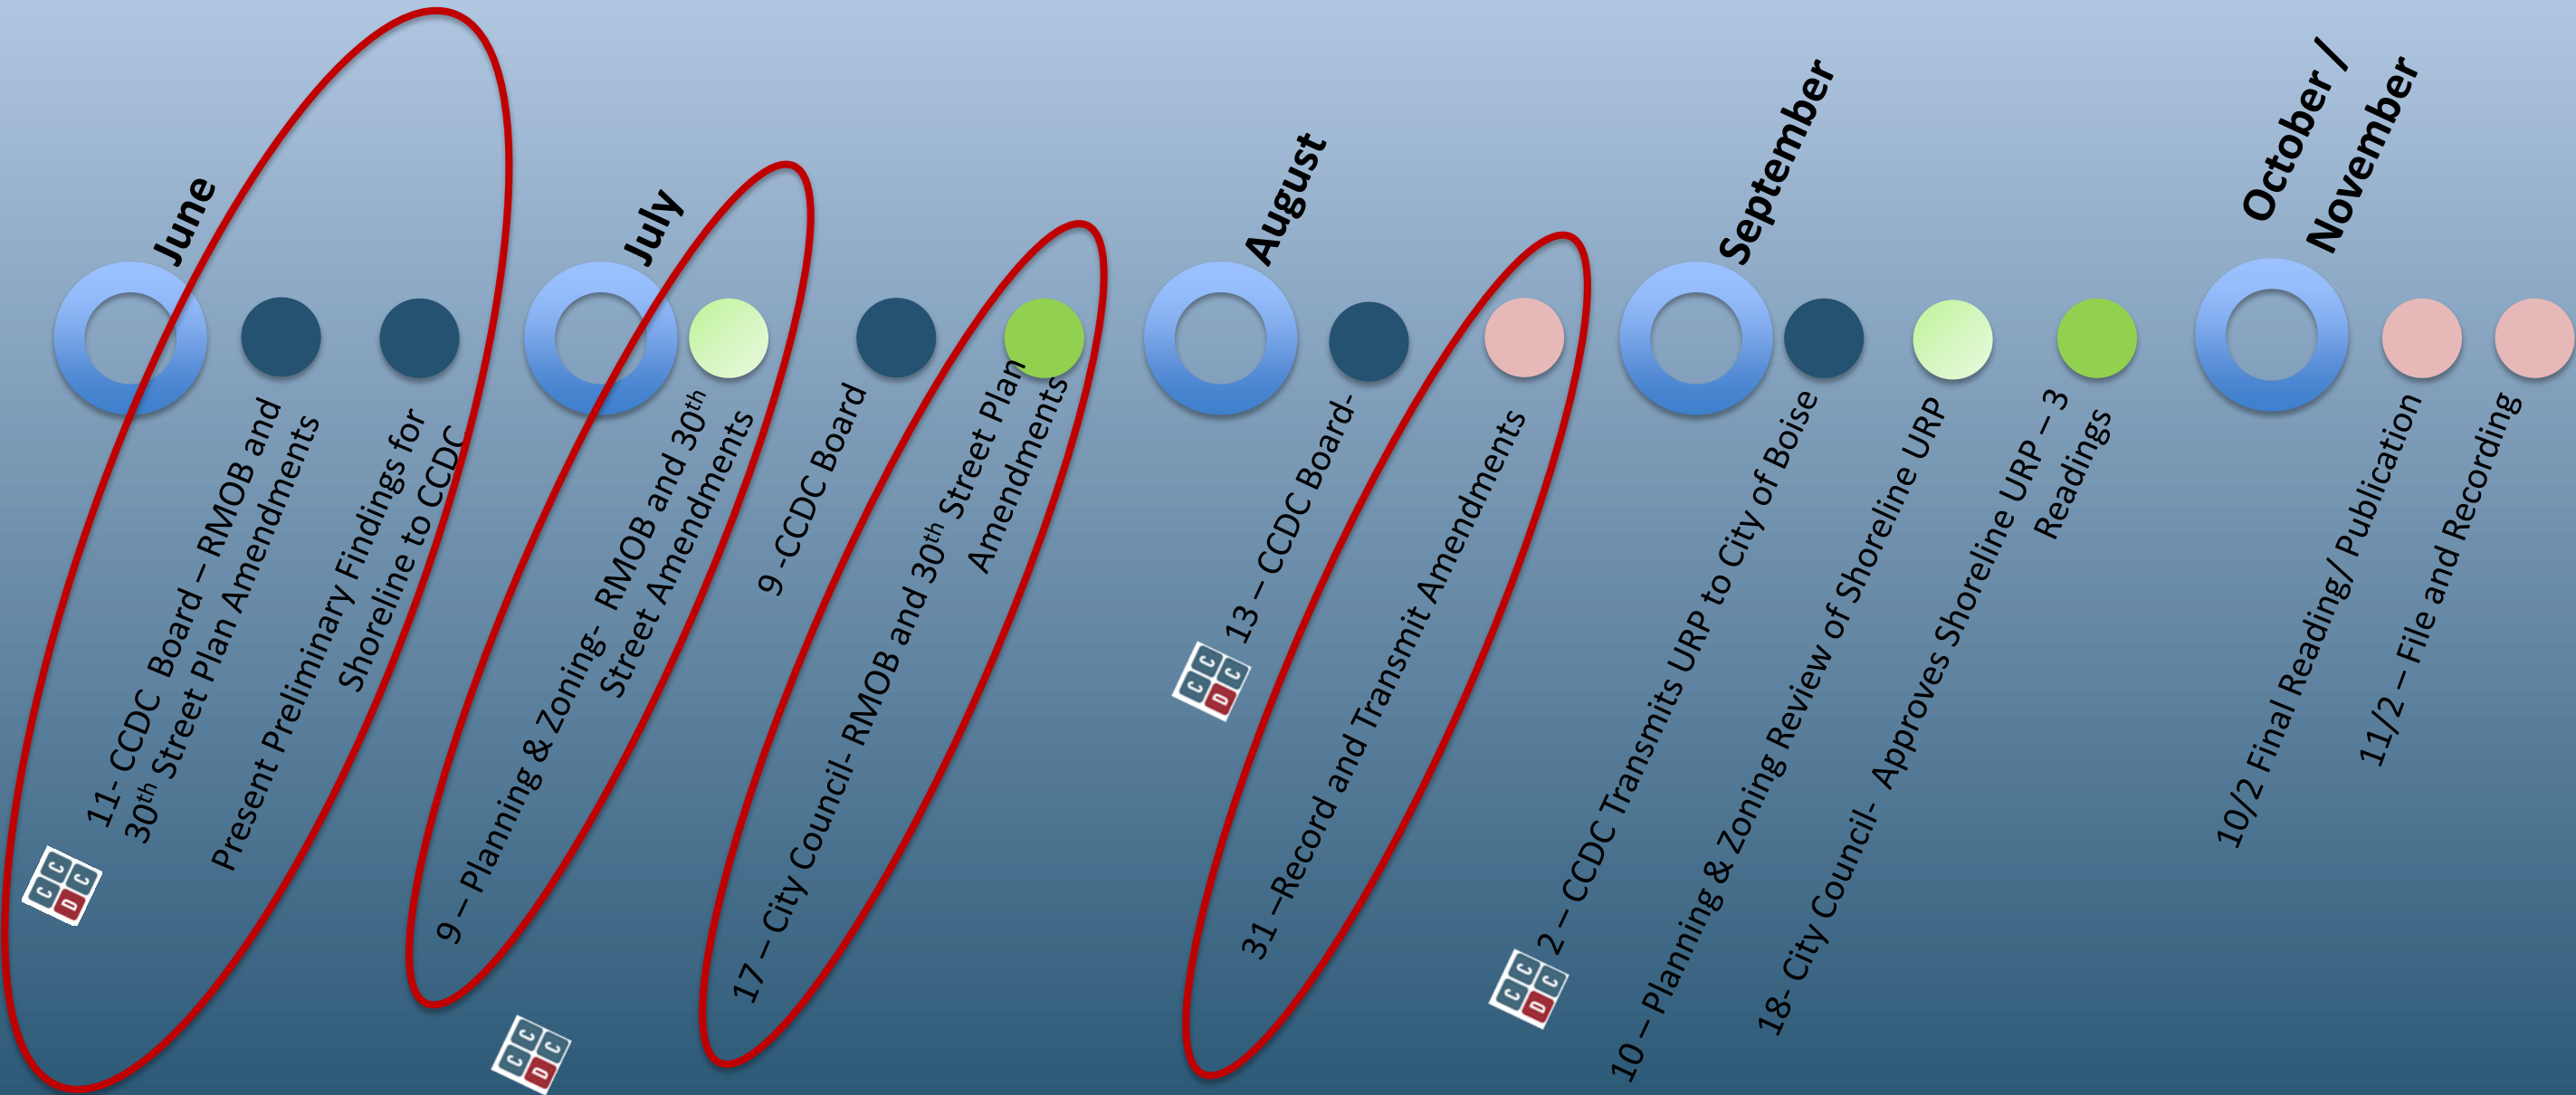 June
11- CCDC Board – RMOB and
30th Street Plan Amendments
Present Preliminary Findings for
Shoreline to CCDC
July
9 – Planning & Zoning- RMOB and 30th
Street Amendments
9 -CCDC Board
17 – City Council- RMOB and 30th Street Plan
Amendments
August
13 – CCDC Board-
31 –Record and Transmit Amendments
September
2 – CCDC Transmits URP to City of Boise
10 – Planning & Zoning Review of Shoreline URP
18- City Council- Approves Shoreline URP – 3
Readings
October /
November
10/2 Final Reading/ Publication
11/2 – File and Recording
C C
D C
C C
D C
C C
D C
C C
D C